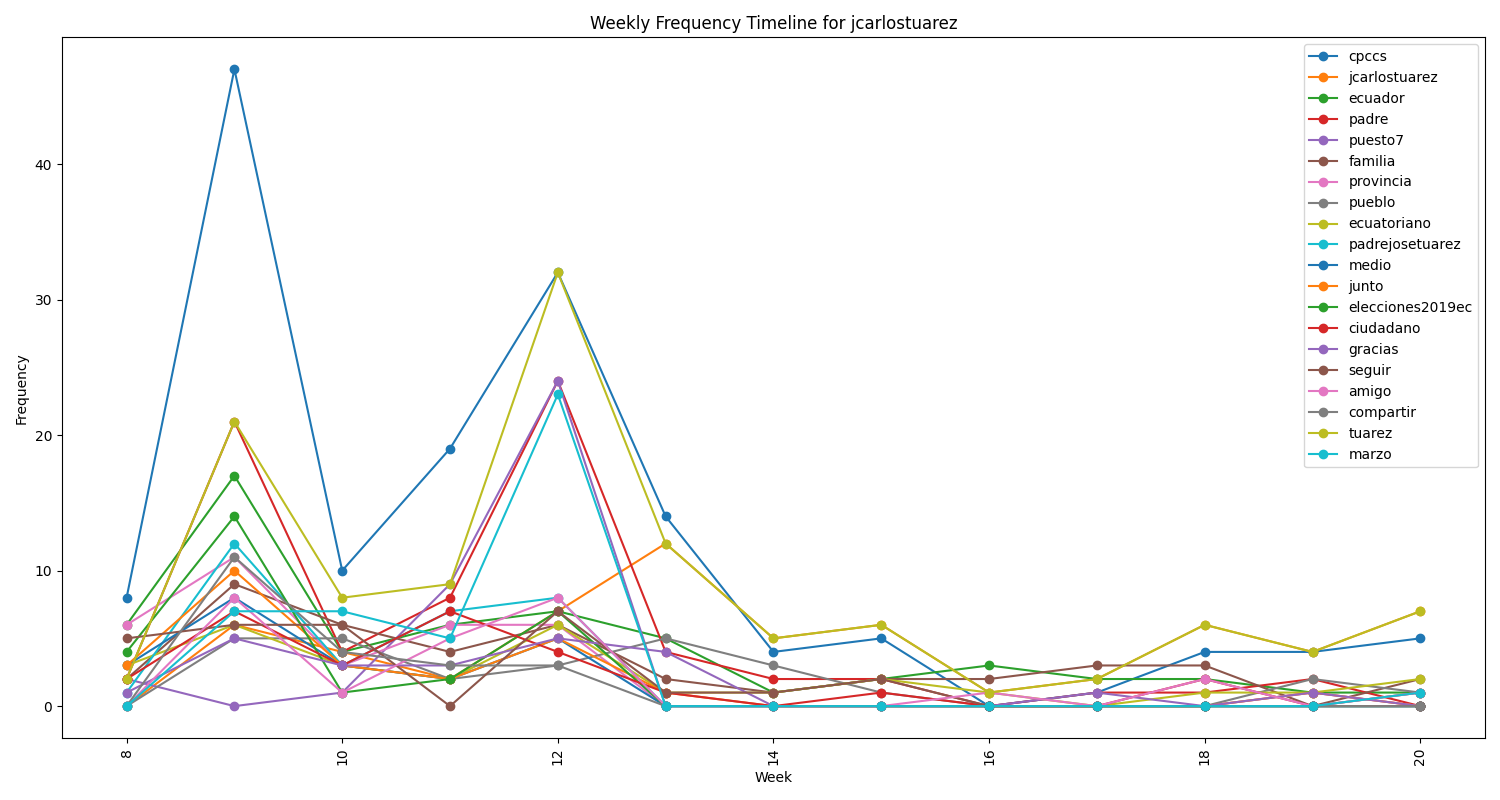 Weekly Frequency Timeline for jcarlostuarez
cpccs
jcarlostuarez
ecuador
padre
puesto7
familia
provincia
pueblo
ecuatoriano
padrejosetuarez
medio
junto
elecciones2019ec
ciudadano
gracias
seguir
amigo
compartir
tuarez
marzo
Frequency
40
30
20
10
0
8
10
12
14
16
18
20
Week